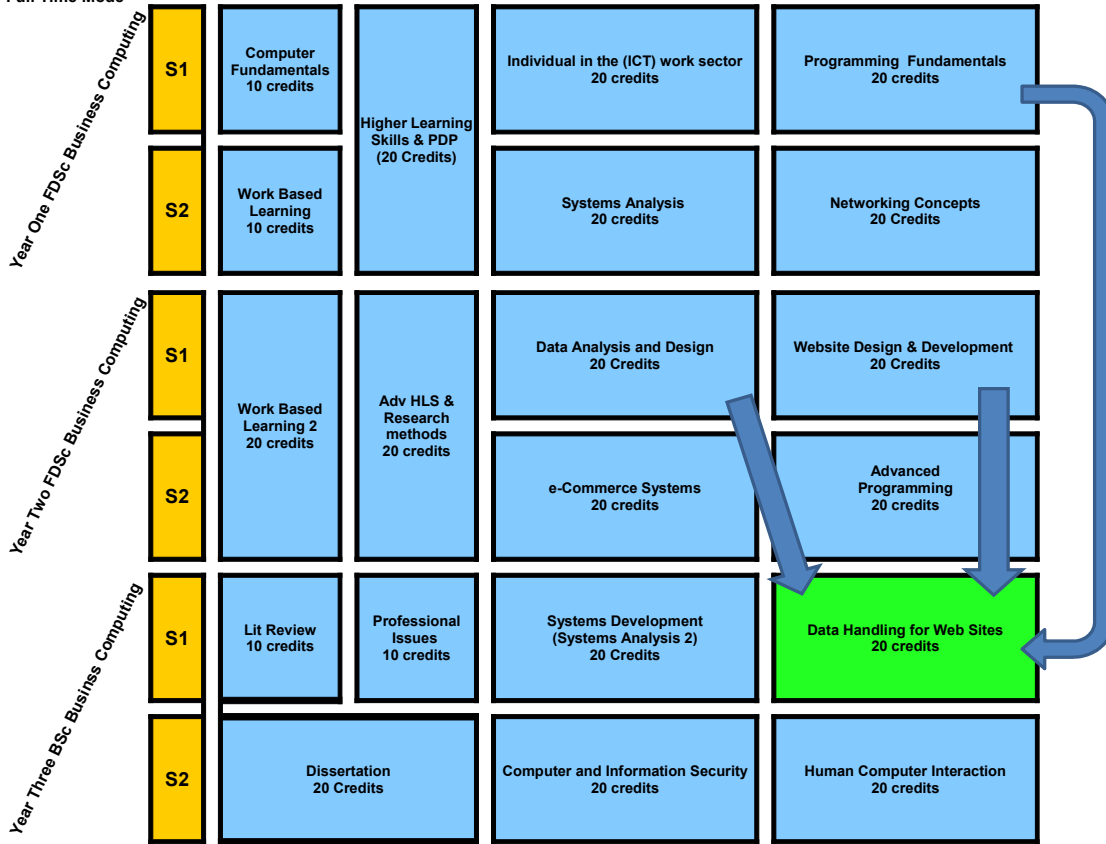 Full Time Mode
Year One FDSc Business Computing
S1
Computer
Fundamentals
10 credits
Higher Learning
Skills & PDP
(20 Credits)
Individual in the (ICT) work sector
20 credits
Programming Fundamentals
20 credits
S2
Work Based
Learning
10 credits
Systems Analysis
20 credits
Networking Concepts
20 Credits
Year Two FDSc Business Computing
S1
Work Based
Learning 2
20 credits
Adv HLS &
Research
methods
20 credits
Data Analysis and Design
20 Credits
Website Design & Development
20 Credits
S2
e-Commerce Systems
20 credits
Advanced
Programming
20 credits
Year Three BSc Businss Computing
S1
Lit Review
10 credits
Professional
Issues
10 credits
Systems Development
(Systems Analysis 2)
20 Credits
Data Handling for Web Sites
20 credits
S2
Dissertation
20 Credits
Computer and Information Security
20 credits
Human Computer Interaction
20 credits